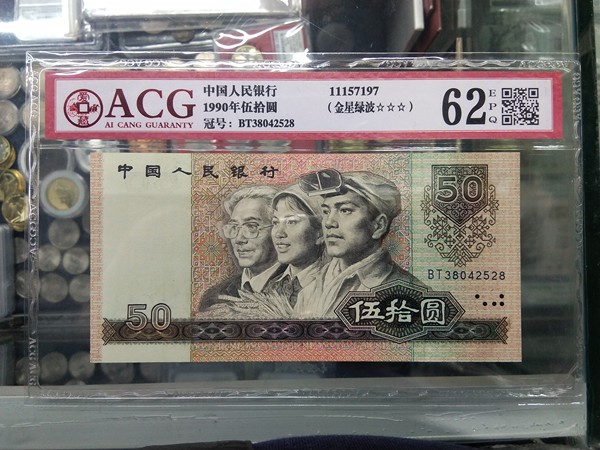 ACG
AI CANG GUARANTY
中国人民银行
1990年伍拾圆
冠号: BT38042528
11157197
(金星绿波☆☆☆)
62
EPQ
中国人民银行
50
BT38042528
50
伍拾圆